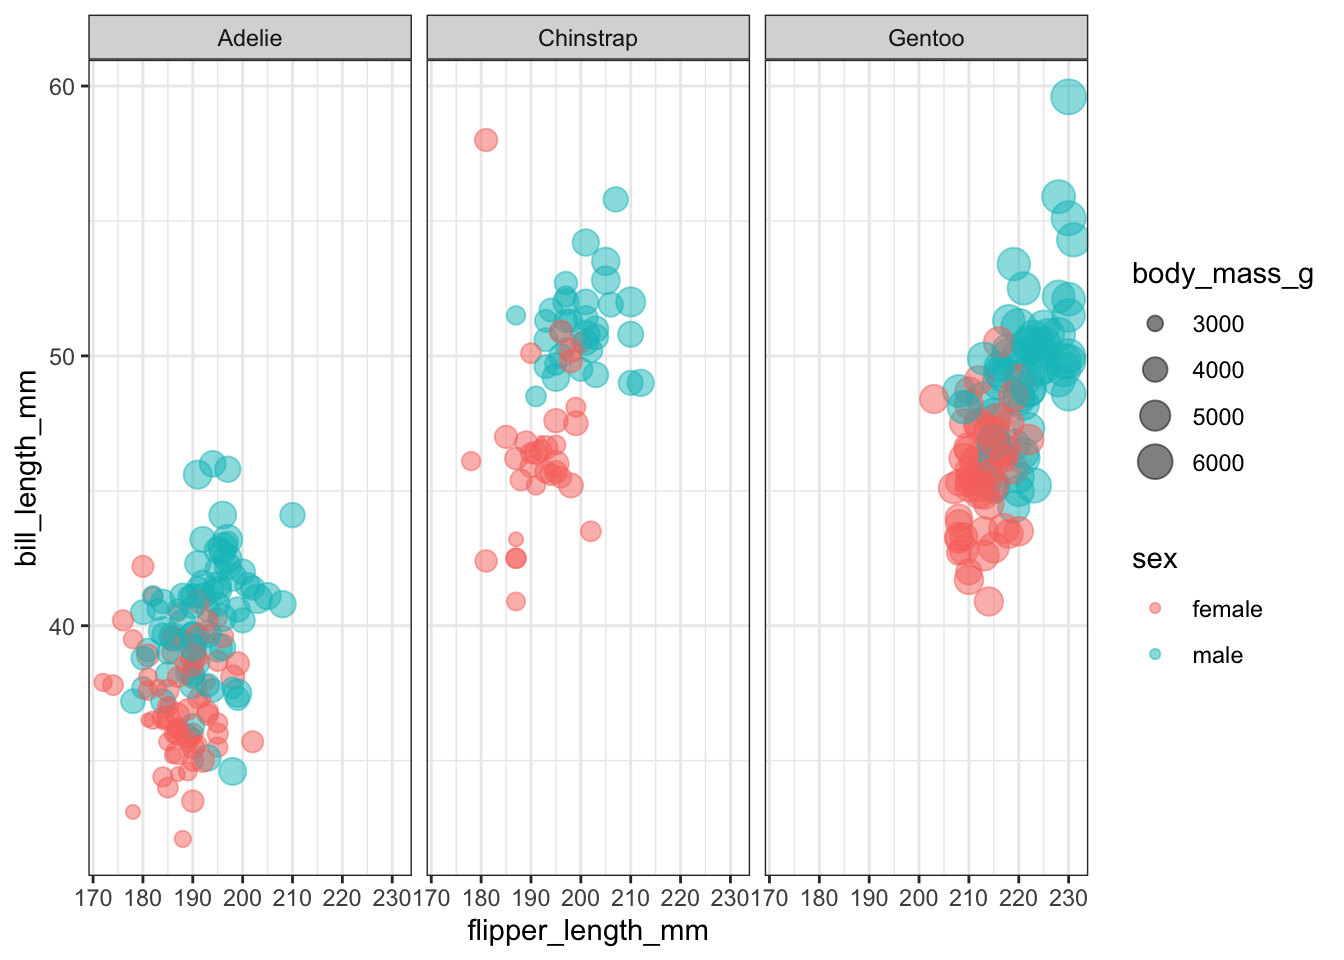 Adelie Chinstrap Gentoo
60
50
40
bill_length_mm
170 180 190 200 210 220 230 170 180 190 200 210 220 230 170 180 190 200 210 220 230
flipper_length_mm
body_mass_g
3000
4000
5000
6000
sex
female
male